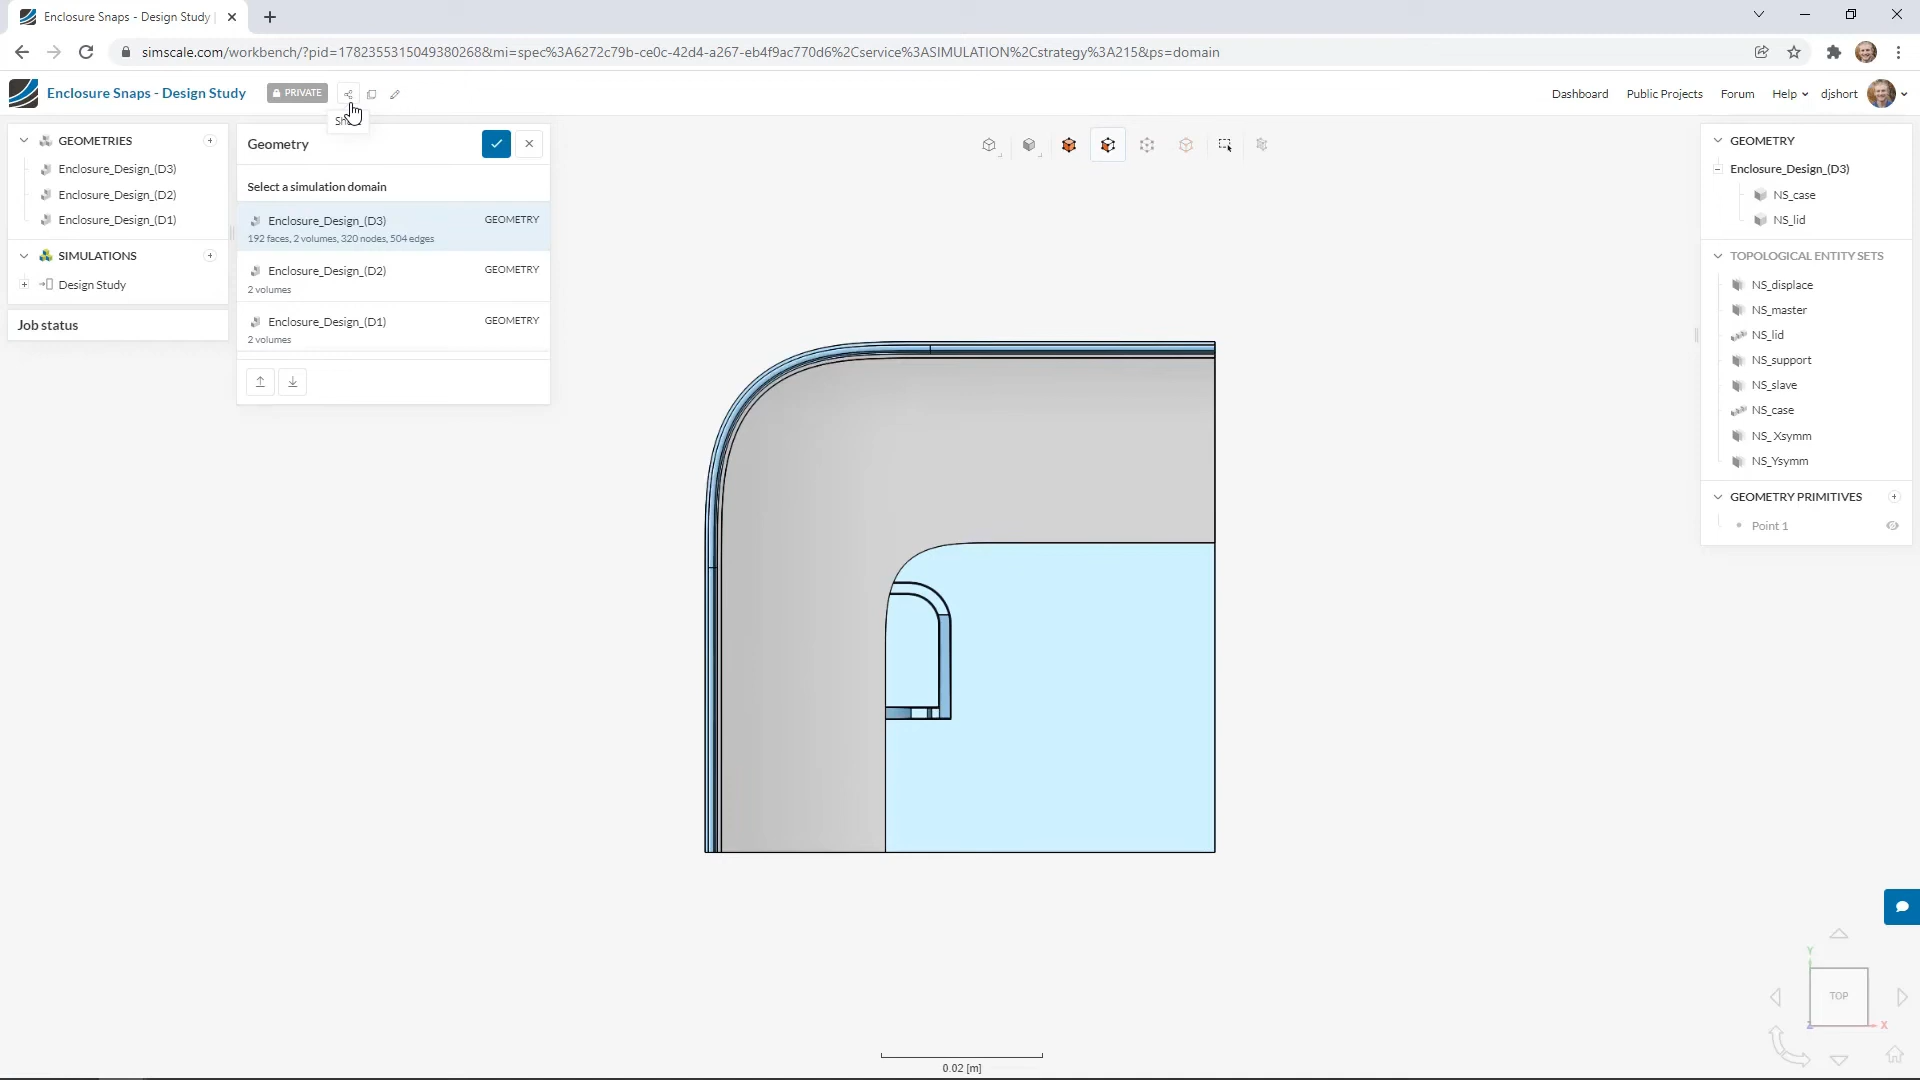 Enclosure Snaps - Design Study |
simscale.com/workbench/?pid=1782355315049380268&mi=spec%3A6272c79b-ce0c-42d4-a267-eb4f9ac770d6%2Cservice%3ASIMULATION%2Cstrategy%3A215&ps=domain
Enclosure Snaps - Design Study
PRIVATE
Dashboard
Public Projects
Forum
Help
djshort
GEOMETRIES
Enclosure_Design_(D3)
Enclosure_Design_(D2)
Enclosure_Design_(D1)
SIMULATIONS
Design Study
Job status
Geometry
Select a simulation domain
Enclosure_Design_(D3) GEOMETRY
192 faces, 2 volumes, 320 nodes, 504 edges
Enclosure_Design_(D2) GEOMETRY
2 volumes
Enclosure_Design_(D1) GEOMETRY
2 volumes
GEOMETRY
Enclosure_Design_(D3)
NS_case
NS_lid
TOPOLOGICAL ENTITY SETS
NS_displace
NS_master
NS_lid
NS_support
NS_slave
NS_case
NS_Xsymm
NS_Ysymm
GEOMETRY PRIMITIVES
Point 1
Y
TOP
Z
X
0.02 [m]